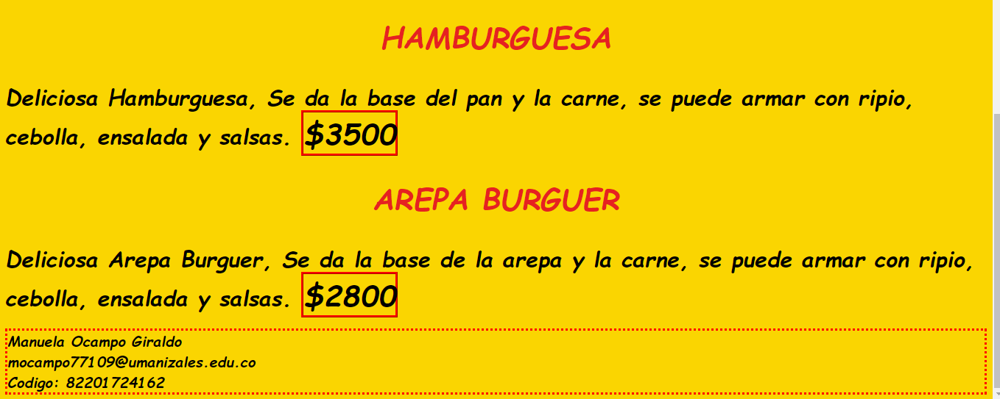 HAMBURGUESA
Deliciosa Hamburguesa, Se da la base del pan y la carne, se puede armar con ripio,
cebolla, ensalada y salsas. $3500
AREPA BURGUER
Deliciosa Arepa Burguer, Se da la base de la arepa y la carne, se puede armar con ripio,
cebolla, ensalada y salsas. $2800
Manuela Ocampo Giraldo
mocampo77109@umanizales.edu.co
Codigo: 82201724162